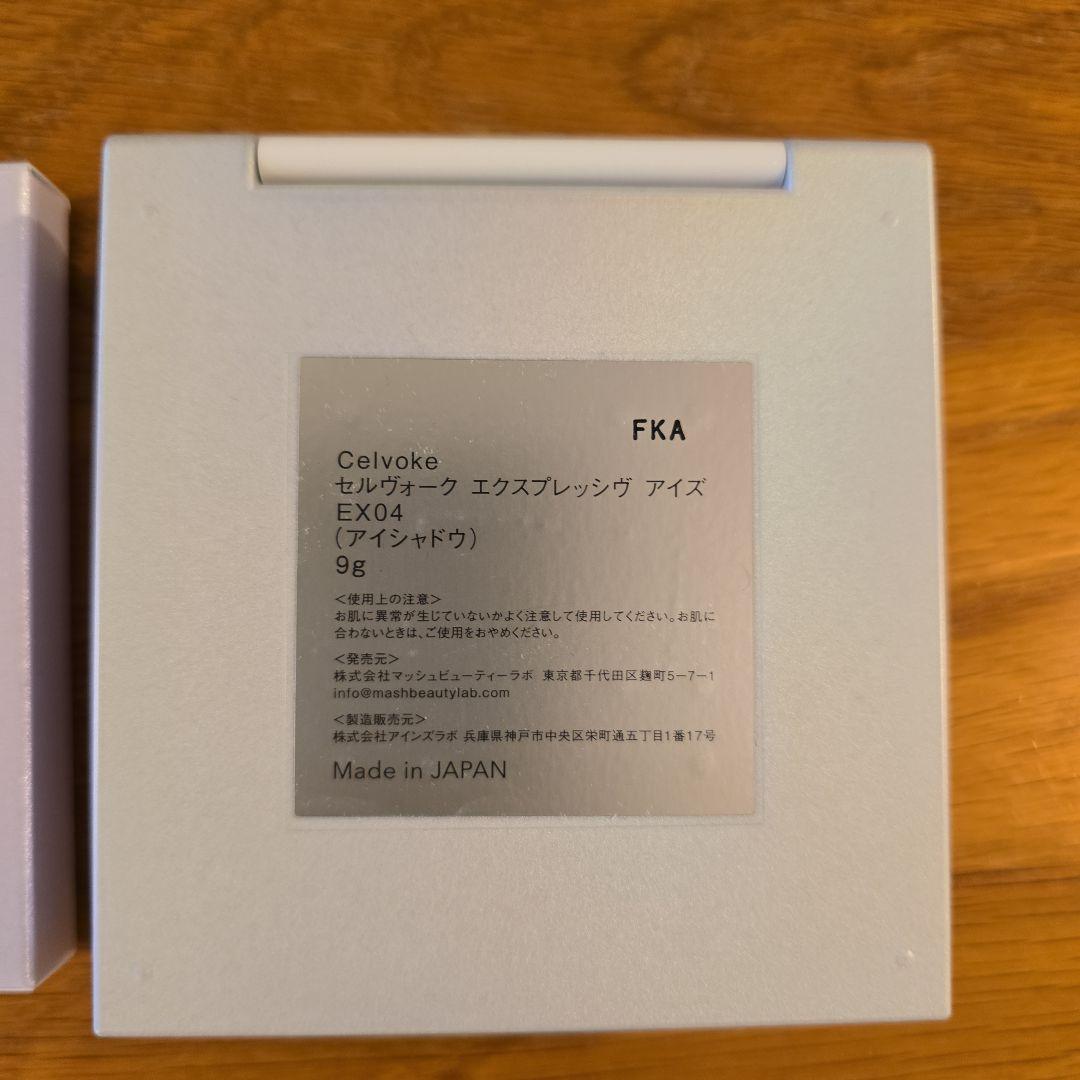 FKA
Celvoke
セルヴォーク エクスプレッシヴ アイズ
EX04
(アイシャドウ)
9g
<使用上の注意>
お肌に異常が生じていないかよく注意して使用してください。お肌に
合わないときは、ご使用をおやめください。
<発売元>
株式会社マッシュビューティーラボ 東京都千代田区麹町5-7-1
info@mashbeautylab.com
<製造販売元>
株式会社アインズラボ 兵庫県神戸市中央区栄町通五丁目1番17号
Made in JAPAN